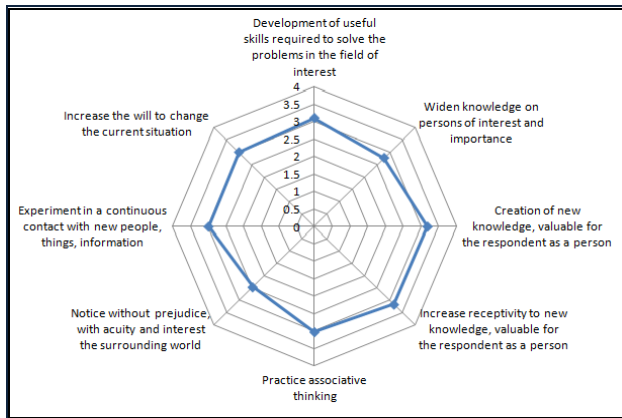 Development of useful
skills required to solve the
problems in the field of
interest
4
3.5
3
2.5
2
1.5
1
0.5
0
Widen knowledge on
persons of interest and
importance
Creation of new
knowledge, valuable for
the respondent as a person
Increase receptivity to new
knowledge, valuable for
the respondent as a person
Practice associative
thinking
Notice without prejudice,
with acuity and interest
the surrounding world
Experiment in a continuous
contact with new people,
things, information
Increase the will to change
the current situation